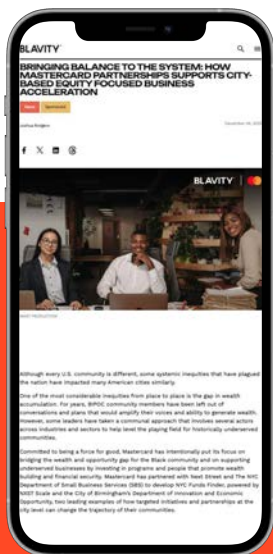 BLAVITY
BRINGING BALANCE TO THE SYSTEM: HOW
MASTERCARD PARTNERSHIPS SUPPORTS CITY-
BASED EQUITY FOCUSED BUSINESS
ACCELERATION
News
Sponsored
BLAVITY
Although every U.S. community is different, some systemic inequities that have plagued
the nation have impacted many American cities similarly.
One of the most considerable inequities from place to place is the gap in wealth
accumulation. For years, BIPOC community members have been left out of
conversations and plans that would amplify their voices and ability to generate wealth.
However, some leaders have taken a communal approach that involves several actors
across industries and sectors to help level the playing field for historically underserved
communities.
Committed to being a force for good, Mastercard has intentionally put its focus on
bridging the wealth and opportunity gap for the Black community and on supporting
underserved businesses by investing in programs and people that promote wealth
building and financial security. Mastercard has partnered with Next Street and The NYC
Department of Small Business Services (SBS) to develop NYC Funds Finder, powered by
NXST Scale and the City of Birmingham's Department of Innovation and Economic
Opportunity, two leading examples of how targeted initiatives and partnerships at the
city level can change the trajectory of their communities.